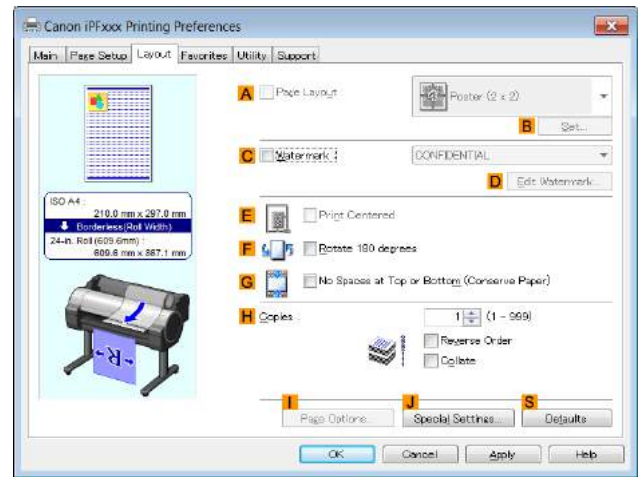 Canon iPFxxx Printing Preferences
Main Page Setup Layout Favorites Utility Support
A Page Layout Poster (2 x 2)
B Set...
C Watermark : CONFIDENTIAL
D Edit Watermark...
ISO A4 :
210.0 mm x 297.0 mm
Borderless(Roll Width)
24-in. Roll (609.6mm) :
609.6 mm x 867.1 mm
E Print Centered
F Rotate 180 degrees
G No Spaces at Top or Bottom (Conserve Paper)
H Copies : 1 (1 - 999)
Reverse Order
Collate
R
I J S
Page Options... Special Settings... Defaults
OK Cancel Apply Help